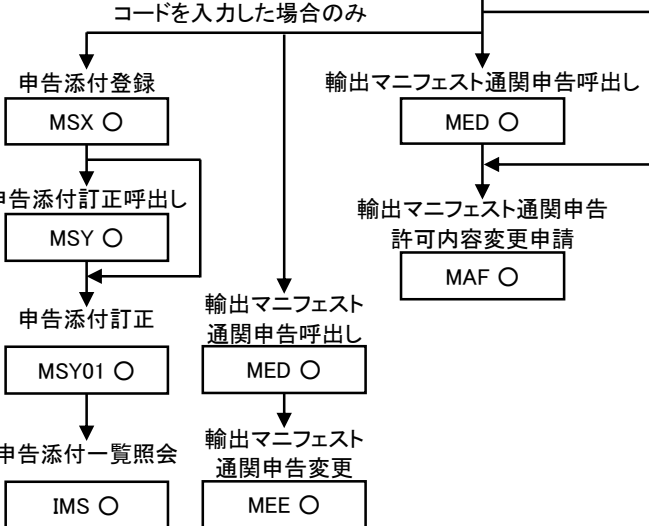 コードを入力した場合のみ
申告添付登録
MSX ○
申告添付訂正呼出し
MSY ○
申告添付訂正
MSY01 ○
申告添付一覧照会
IMS ○
輸出マニフェスト
通関申告呼出し
MED ○
輸出マニフェスト
通関申告変更
MEE ○
輸出マニフェスト通関申告呼出し
MED ○
輸出マニフェスト通関申告
許可内容変更申請
MAF ○